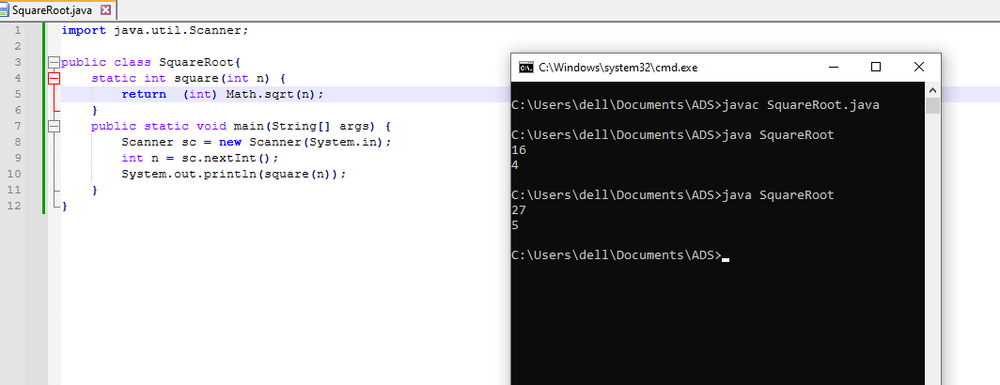 SquareRoot.java
1 import java.util.Scanner;
2
3 public class SquareRoot{
4 static int square(int n) {
5 return  (int) Math.sqrt(n);
6 }
7 public static void main(String[] args) {
8 Scanner sc = new Scanner(System.in);
9 int n = sc.nextInt();
10 System.out.println(square(n));
11 }
12 }
C:\Windows\system32\cmd.exe
C:\Users\dell\Documents\ADS>javac SquareRoot.java
C:\Users\dell\Documents\ADS>java SquareRoot
16
4
C:\Users\dell\Documents\ADS>java SquareRoot
27
5
C:\Users\dell\Documents\ADS>